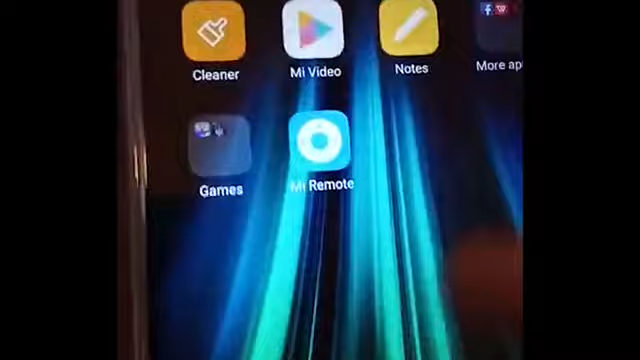 Cleaner
Mi Video
Notes
More ap
Games
Mi Remote